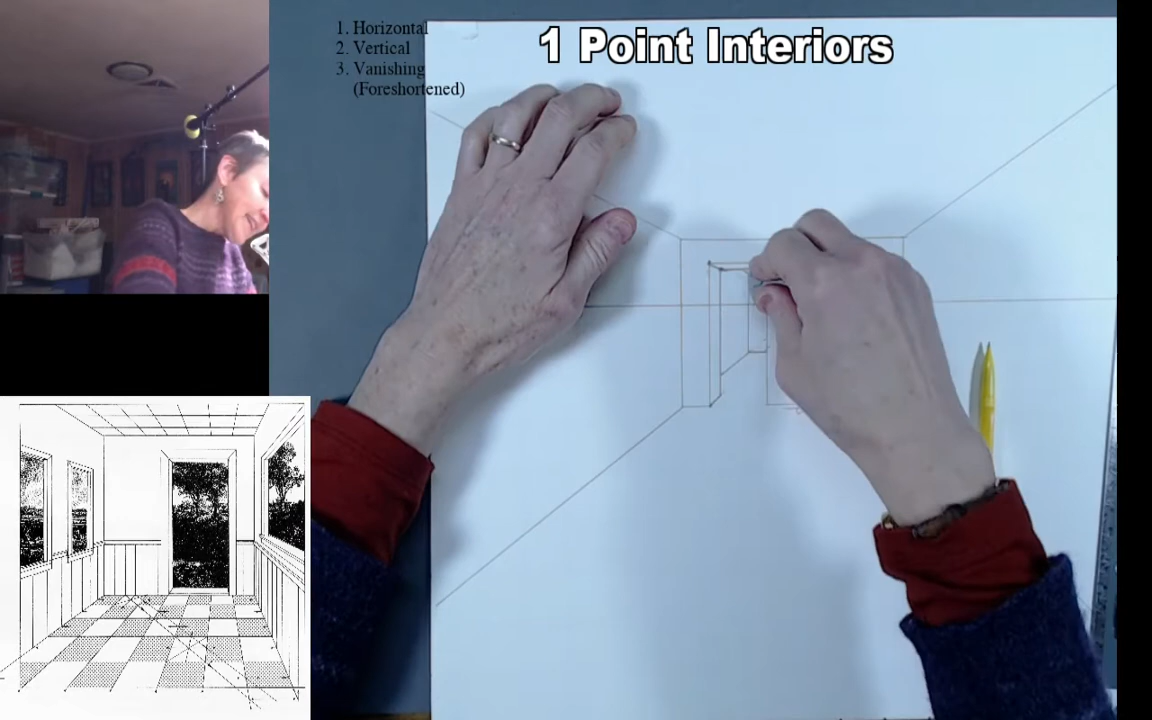 1 Point Interiors
1. Horizontal
2. Vertical
3. Vanishing
(Foreshortened)